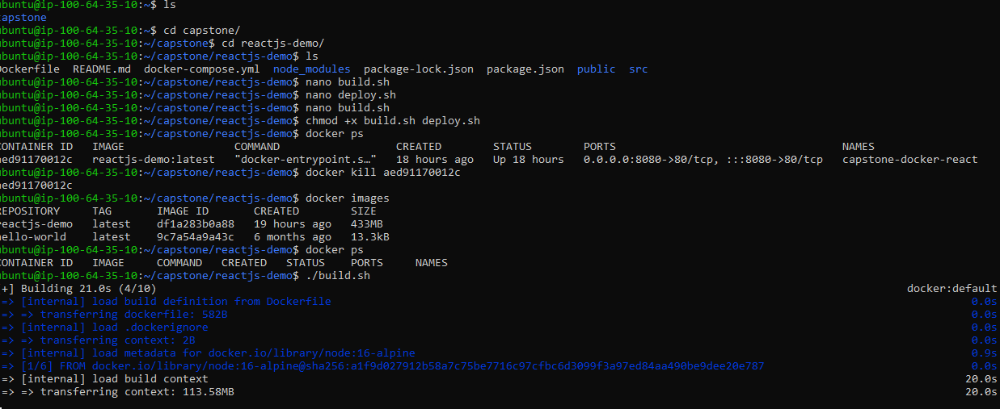 ubuntu@ip-100-64-35-10:~$ ls
capstone
ubuntu@ip-100-64-35-10:~$ cd capstone/
ubuntu@ip-100-64-35-10:~/capstone$ cd reactjs-demo/
ubuntu@ip-100-64-35-10:~/capstone/reactjs-demo$ ls
Dockerfile  README.md  docker-compose.yml  node_modules  package-lock.json  package.json  public  src
ubuntu@ip-100-64-35-10:~/capstone/reactjs-demo$ nano build.sh
ubuntu@ip-100-64-35-10:~/capstone/reactjs-demo$ nano deploy.sh
ubuntu@ip-100-64-35-10:~/capstone/reactjs-demo$ nano build.sh
ubuntu@ip-100-64-35-10:~/capstone/reactjs-demo$ chmod +x build.sh deploy.sh
ubuntu@ip-100-64-35-10:~/capstone/reactjs-demo$ docker ps
CONTAINER ID   IMAGE                 COMMAND                  CREATED        STATUS        PORTS                                   NAMES
aed91170012c   reactjs-demo:latest   "docker-entrypoint.s…"   18 hours ago   Up 18 hours   0.0.0.0:8080->80/tcp, :::8080->80/tcp   capstone-docker-react
ubuntu@ip-100-64-35-10:~/capstone/reactjs-demo$ docker kill aed91170012c
aed91170012c
ubuntu@ip-100-64-35-10:~/capstone/reactjs-demo$ docker images
REPOSITORY     TAG       IMAGE ID       CREATED        SIZE
reactjs-demo   latest    df1a283b0a88   19 hours ago   433MB
hello-world    latest    9c7a54a9a43c   6 months ago   13.3kB
ubuntu@ip-100-64-35-10:~/capstone/reactjs-demo$ docker ps
CONTAINER ID   IMAGE     COMMAND   CREATED   STATUS    PORTS     NAMES
ubuntu@ip-100-64-35-10:~/capstone/reactjs-demo$ ./build.sh
[+] Building 21.0s (4/10)                                                                docker:default
=> [internal] load build definition from Dockerfile                                      0.0s
=> => transferring dockerfile: 582B                                                      0.0s
=> [internal] load .dockerignore                                                         0.0s
=> => transferring context: 2B                                                           0.0s
=> [internal] load metadata for docker.io/library/node:16-alpine                         0.9s
=> [1/6] FROM docker.io/library/node:16-alpine@sha256:a1f9d027912b58a7c75be7716c97cfbc6d3099f3a97ed84aa490be9dee20e787   0.0s
=> [internal] load build context                                                         20.0s
=> => transferring context: 113.58MB                                                     20.0s